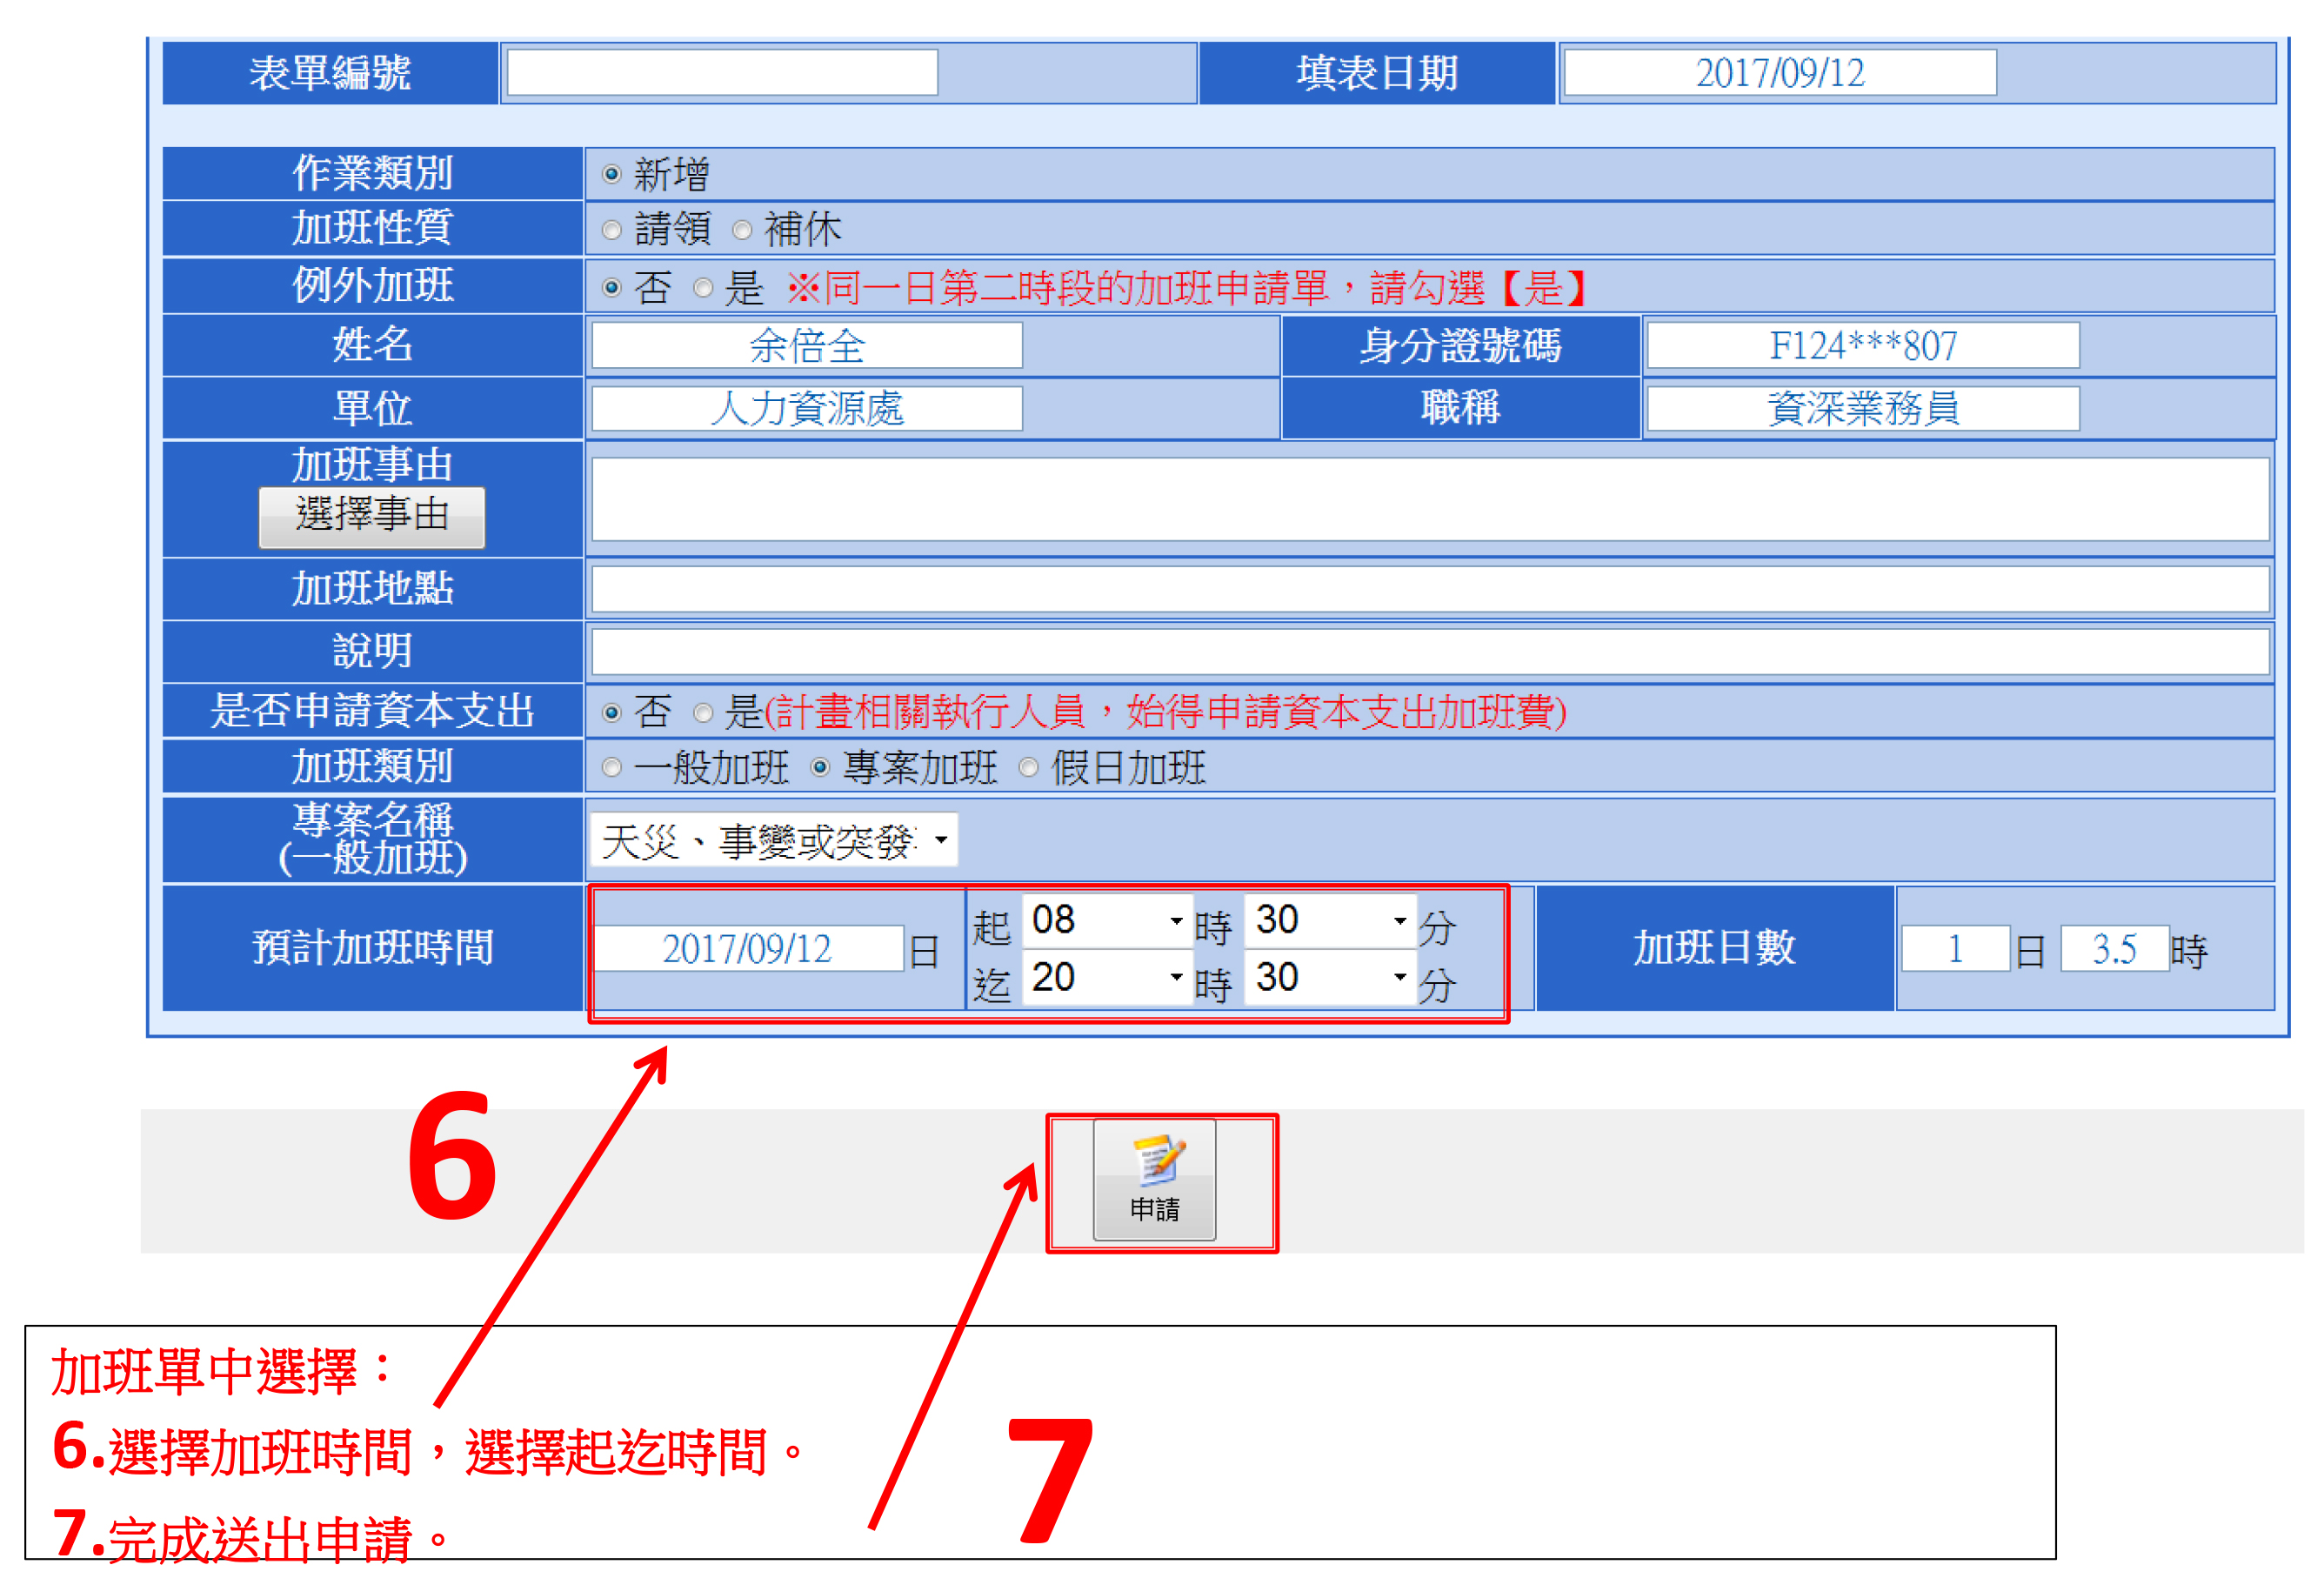 表單編號 填表日期 2017/09/12
作業類別 新增
加班性質 請領 補休
例外加班 否 是 ※同一日第二時段的加班申請單，請勾選【是】
姓名 余倍全 身分證號碼 F124***807
單位 人力資源處 職稱 資深業務員
加班事由
選擇事由
加班地點
說明
是否申請資本支出 否 是(計畫相關執行人員，始得申請資本支出加班費)
加班類別 一般加班 專案加班 假日加班
專案名稱
(一般加班)
天災、事變或突發
預計加班時間 2017/09/12 日 起 08 時 30 分
迄 20 時 30 分
加班日數 1 日 3.5 時
6
申請
加班單中選擇：
6.選擇加班時間，選擇起迄時間。
7
7.完成送出申請。